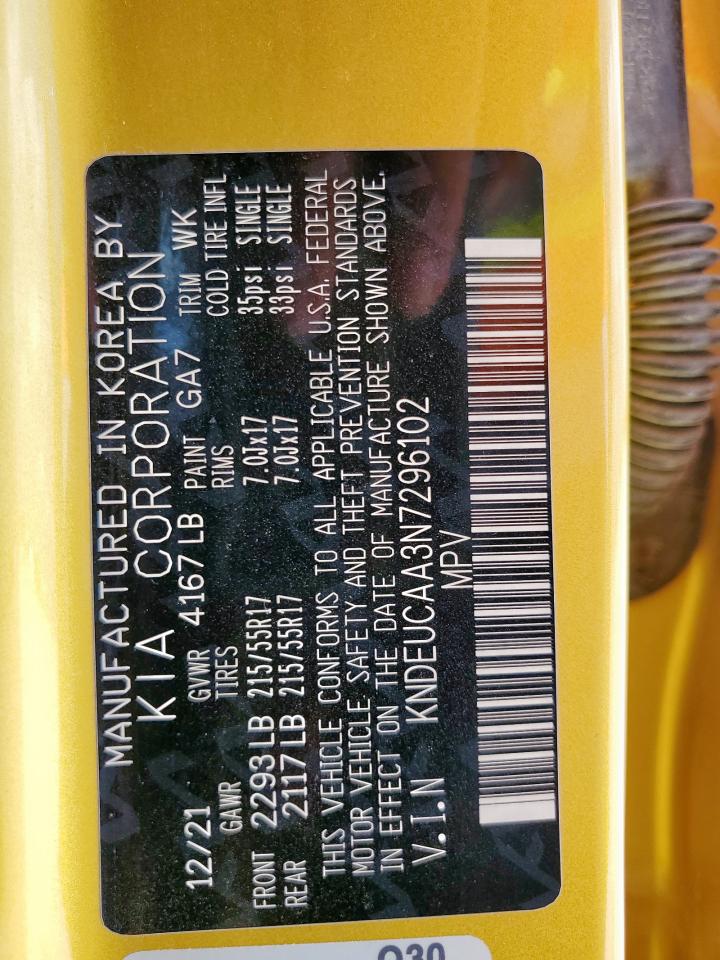 MANUFACTURED IN KOREA BY
KIA CORPORATION
12/21 GVWR 4167 LB PAINT GA7 TRIM WK
GAWR TIRES RIMS COLD TIRE INFL
FRONT 2293 LB 215/55R17 7.0Jx17 35psi SINGLE
REAR 2117 LB 215/55R17 7.0Jx17 33psi SINGLE
THIS VEHICLE CONFORMS TO ALL APPLICABLE U.S.A. FEDERAL
MOTOR VEHICLE SAFETY AND THEFT PREVENTION STANDARDS
IN EFFECT ON THE DATE OF MANUFACTURE SHOWN ABOVE.
V.I.N KNDEUCAA3N7296102
MPV